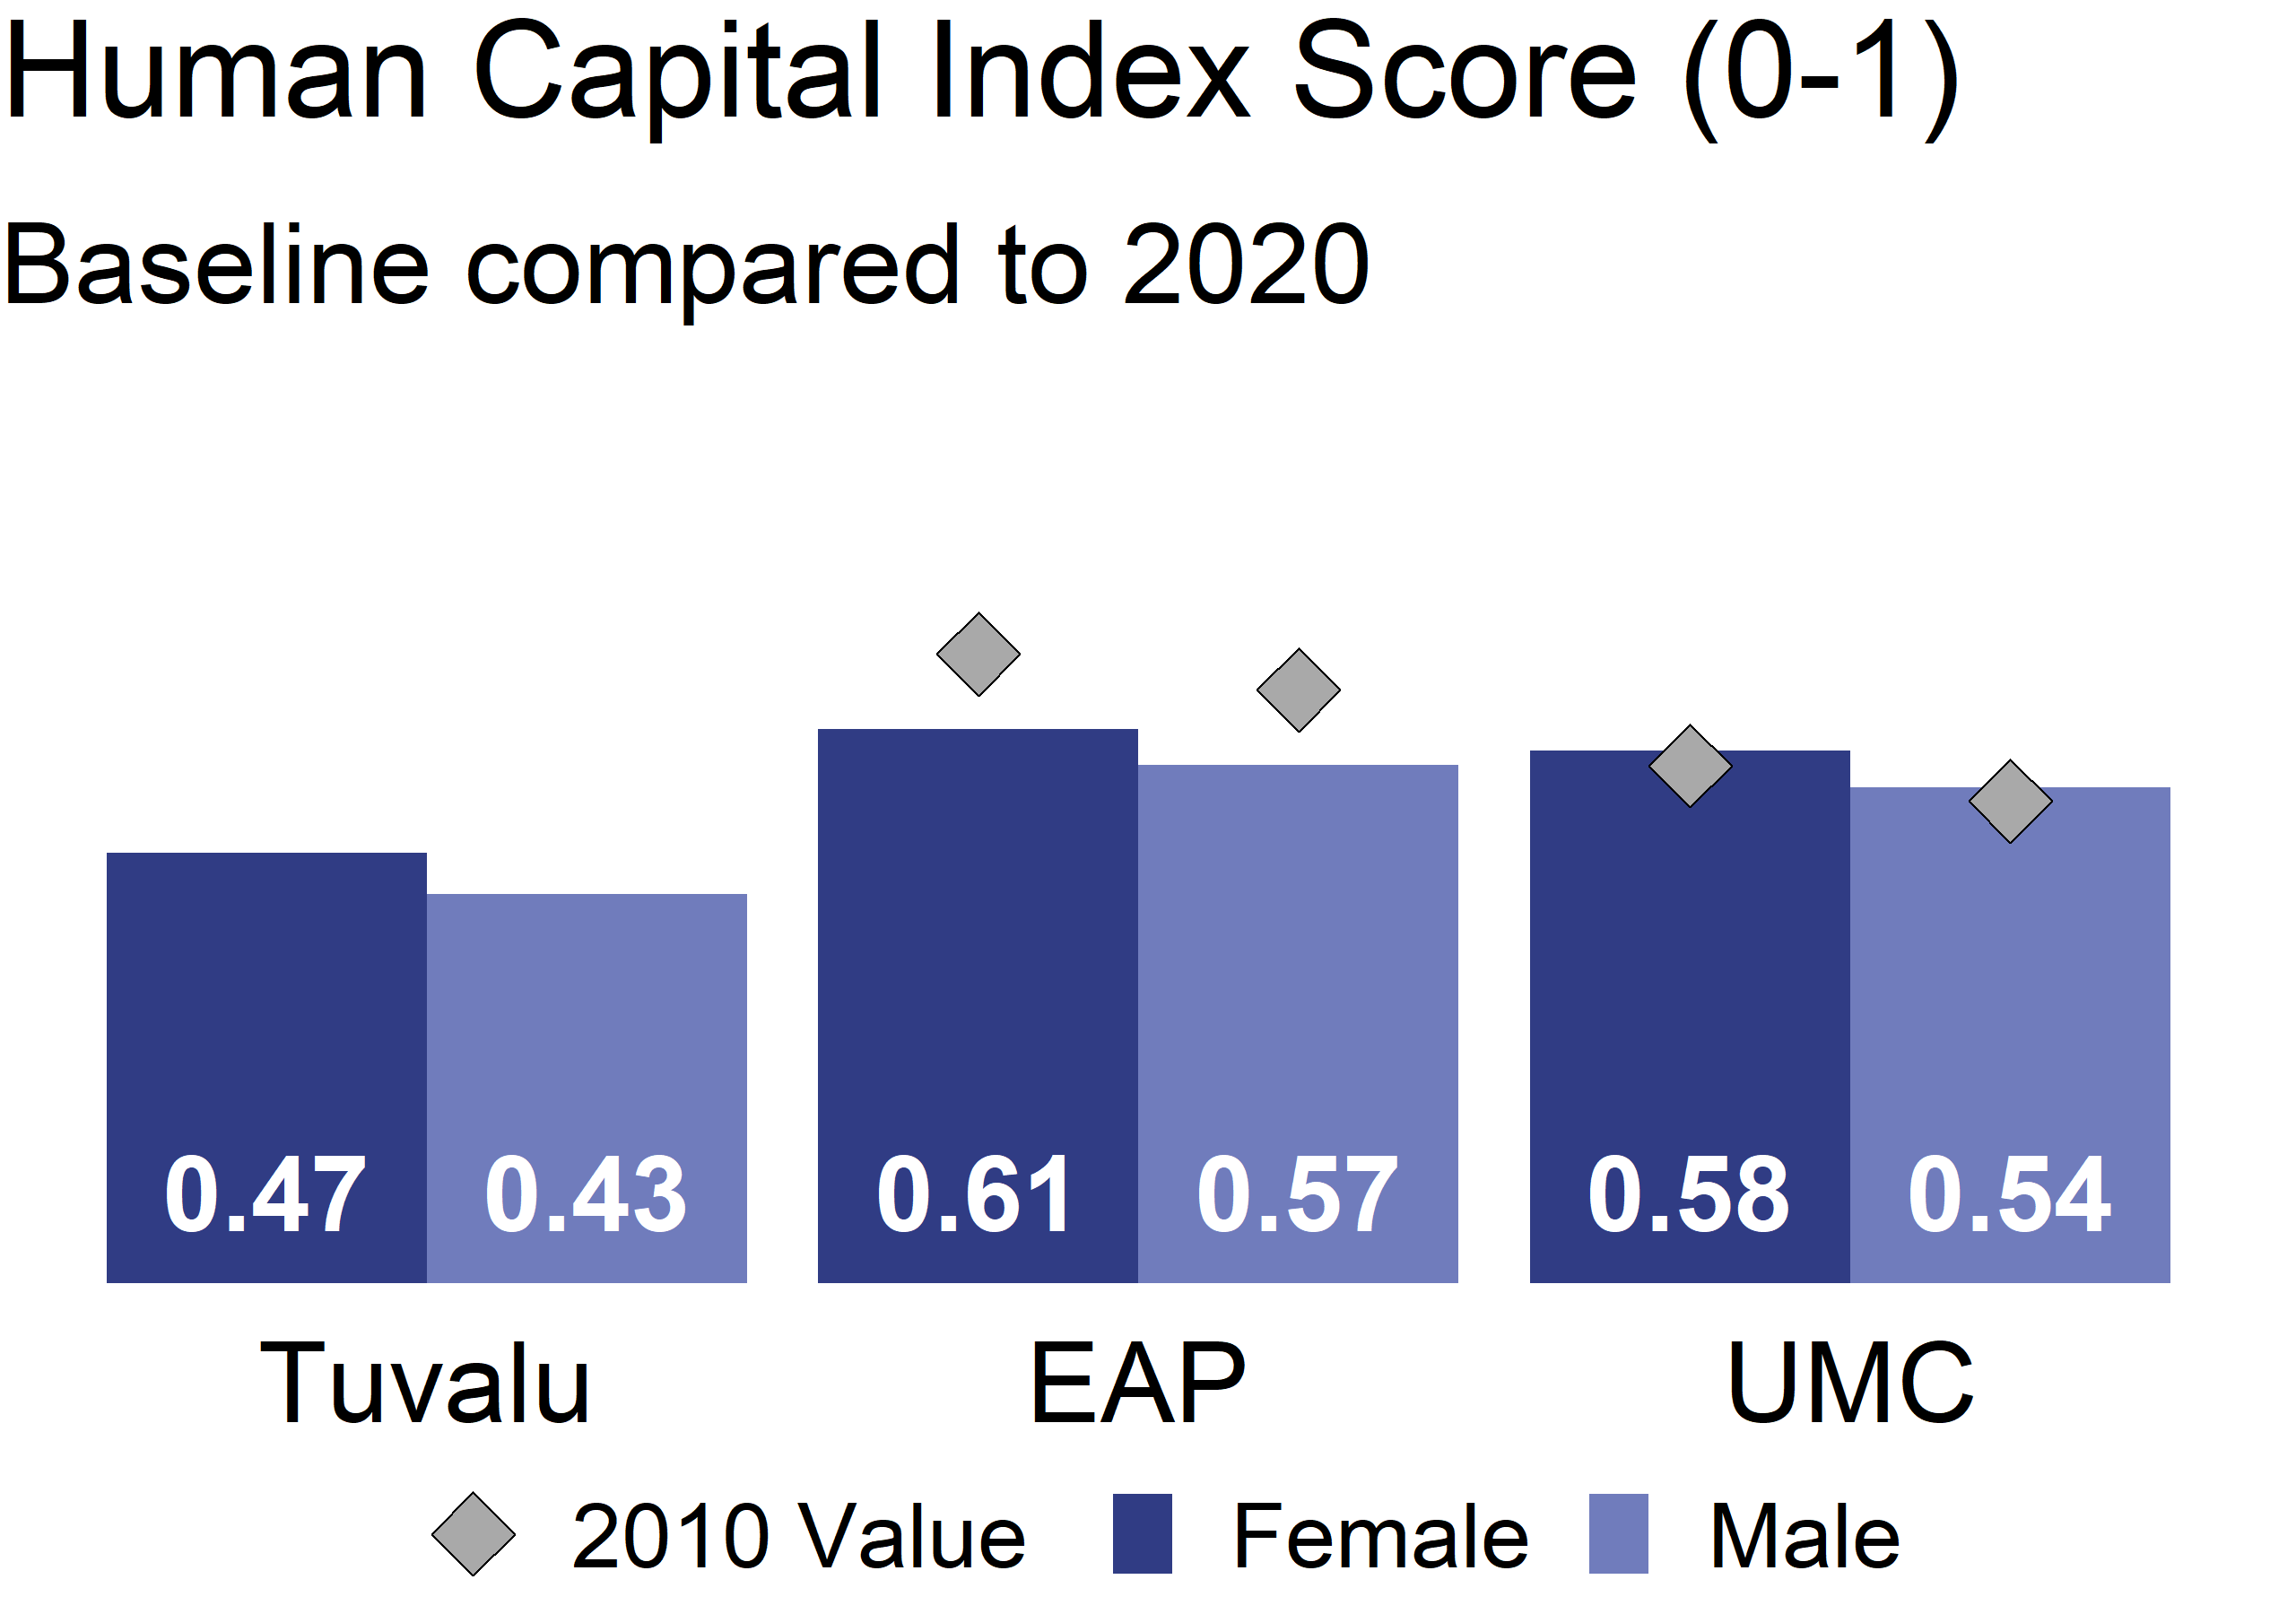 Human Capital Index Score (0-1)
Baseline compared to 2020
0.47 0.43 0.61 0.57 0.58 0.54
Tuvalu EAP UMC
2010 Value Female Male